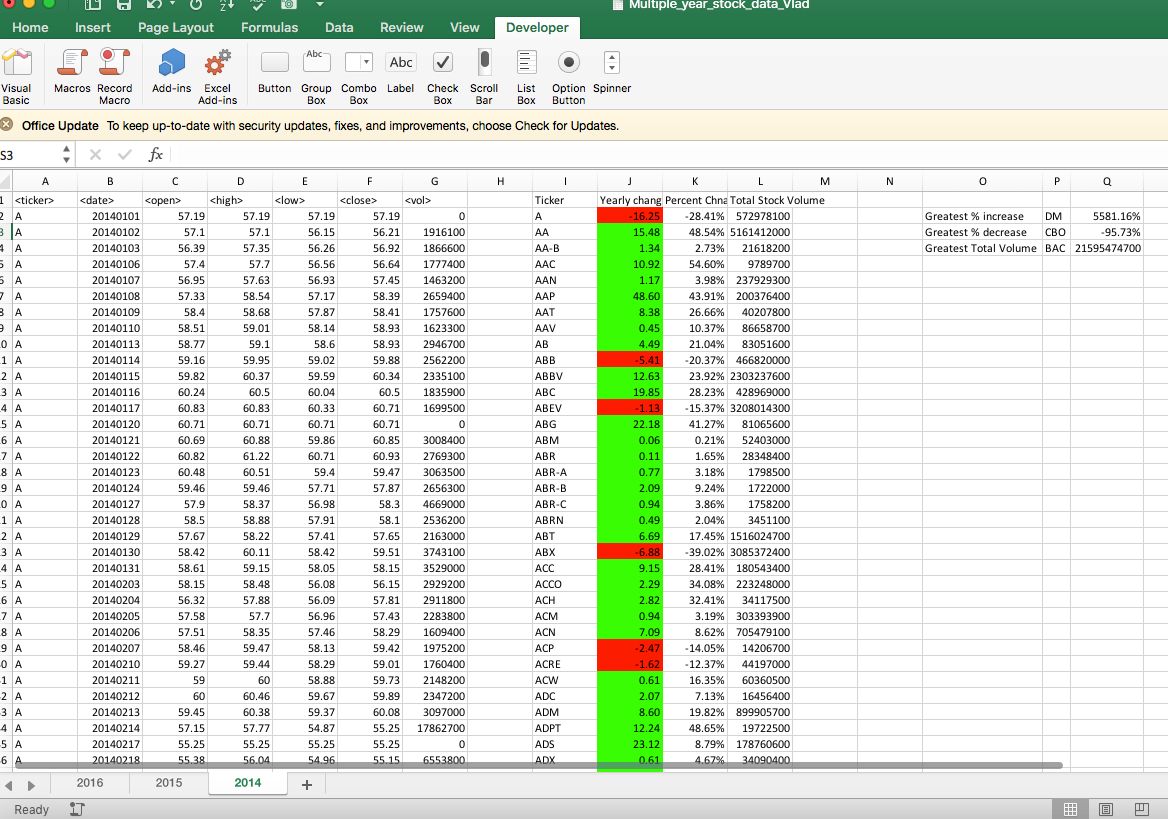 Multiple_year_stock_data_Vlad
Home Insert Page Layout Formulas Data Review View Developer
Visual Basic Macros Record Macro Add-ins Excel Add-ins Button Group Box Combo Box Label Check Box Scroll Bar List Box Option Button Spinner
Office Update To keep up-to-date with security updates, fixes, and improvements, choose Check for Updates.
S3 fx
A B C D E F G H I J K L M N O P Q
1 <ticker> <date> <open> <high> <low> <close> <vol> Ticker Yearly chang Percent Chna Total Stock Volume
2 A 20140101 57.19 57.19 57.19 57.19 0 A -16.25 -28.41% 572978100 Greatest % increase DM 5581.16%
3 A 20140102 57.1 57.1 56.15 56.21 1916100 AA 15.48 48.54% 5161412000 Greatest % decrease CBO -95.73%
4 A 20140103 56.39 57.35 56.26 56.92 1866600 AA-B 1.34 2.73% 21618200 Greatest Total Volume BAC 21595474700
5 A 20140106 57.4 57.7 56.56 56.64 1777400 AAC 10.92 54.60% 9789700
6 A 20140107 56.95 57.63 56.93 57.45 1463200 AAN 1.17 3.98% 237929300
7 A 20140108 57.33 58.54 57.17 58.39 2659400 AAP 48.60 43.91% 200376400
8 A 20140109 58.4 58.68 57.87 58.41 1757600 AAT 8.38 26.66% 40207800
9 A 20140110 58.51 59.01 58.14 58.93 1623300 AAV 0.45 10.37% 86658700
0 A 20140113 58.77 59.1 58.6 58.93 2946700 AB 4.49 21.04% 83051600
1 A 20140114 59.16 59.95 59.02 59.88 2562200 ABB -5.41 -20.37% 466820000
2 A 20140115 59.82 60.37 59.59 60.34 2335100 ABBV 12.63 23.92% 2303237600
3 A 20140116 60.24 60.5 60.04 60.5 1835900 ABC 19.85 28.23% 428969000
4 A 20140117 60.83 60.83 60.33 60.71 1699500 ABEV -1.13 -15.37% 3208014300
5 A 20140120 60.71 60.71 60.71 60.71 0 ABG 22.18 41.27% 81065600
6 A 20140121 60.69 60.88 59.86 60.85 3008400 ABM 0.06 0.21% 52403000
7 A 20140122 60.82 61.22 60.71 60.93 2769300 ABR 0.11 1.65% 28348400
8 A 20140123 60.48 60.51 59.4 59.47 3063500 ABR-A 0.77 3.18% 1798500
9 A 20140124 59.46 59.46 57.71 57.87 2656300 ABR-B 2.09 9.24% 1722000
0 A 20140127 57.9 58.37 56.98 58.3 4669000 ABR-C 0.94 3.86% 1758200
1 A 20140128 58.5 58.88 57.91 58.1 2536200 ABRN 0.49 2.04% 3451100
2 A 20140129 57.67 58.22 57.41 57.65 2163000 ABT 6.69 17.45% 1516024700
3 A 20140130 58.42 60.11 58.42 59.51 3743100 ABX -6.88 -39.02% 3085372400
4 A 20140131 58.61 59.15 58.05 58.15 3529000 ACC 9.15 28.41% 180543400
5 A 20140203 58.15 58.48 56.08 56.15 2929200 ACCO 2.29 34.08% 223248000
6 A 20140204 56.32 57.88 56.09 57.81 2911800 ACH 2.82 32.41% 34117500
7 A 20140205 57.58 57.7 56.96 57.43 2283800 ACM 0.94 3.19% 303393900
8 A 20140206 57.51 58.35 57.46 58.29 1609400 ACN 7.09 8.62% 705479100
9 A 20140207 58.46 59.47 58.13 59.42 1975200 ACP -2.47 -14.05% 14206700
0 A 20140210 59.27 59.44 58.29 59.01 1760400 ACRE -1.62 -12.37% 44197000
1 A 20140211 59 60 58.88 59.73 2148200 ACW 0.61 16.35% 60360500
2 A 20140212 60 60.46 59.67 59.89 2347200 ADC 2.07 7.13% 16456400
3 A 20140213 59.45 60.38 59.37 60.08 3097000 ADM 8.60 19.82% 899905700
4 A 20140214 57.15 57.77 54.87 55.25 17862700 ADPT 12.24 48.65% 19722500
5 A 20140217 55.25 55.25 55.25 55.25 0 ADS 23.12 8.79% 178760600
6 A 20140218 55.38 56.04 54.96 55.15 6553800 ADX 0.61 4.67% 34090400
2016 2015 2014 +
Ready